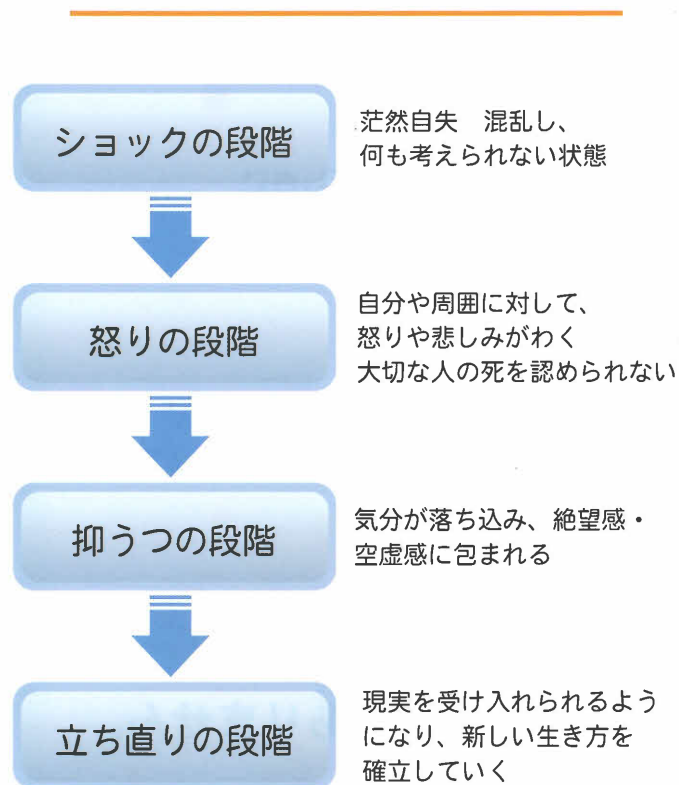 ショックの段階
茫然自失　混乱し、
何も考えられない状態
怒りの段階
自分や周囲に対して、
怒りや悲しみがわく
大切な人の死を認められない
抑うつの段階
気分が落ち込み、絶望感・
空虚感に包まれる
立ち直りの段階
現実を受け入れられるよう
になり、新しい生き方を
確立していく